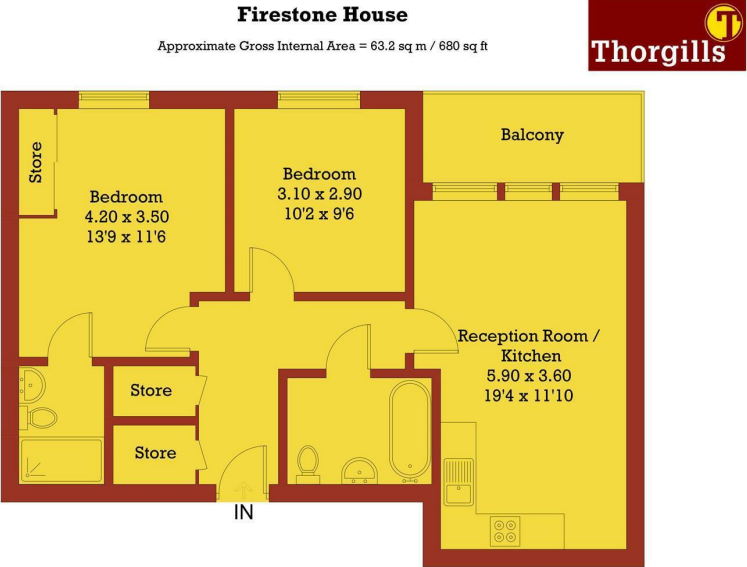 Firestone House
Approximate Gross Internal Area = 63.2 sq m / 680 sq ft
T
Thorgills
Balcony
Store
Bedroom
4.20 x 3.50
13'9 x 11'6
Bedroom
3.10 x 2.90
10'2 x 9'6
Reception Room /
Kitchen
5.90 x 3.60
19'4 x 11'10
Store
Store
IN